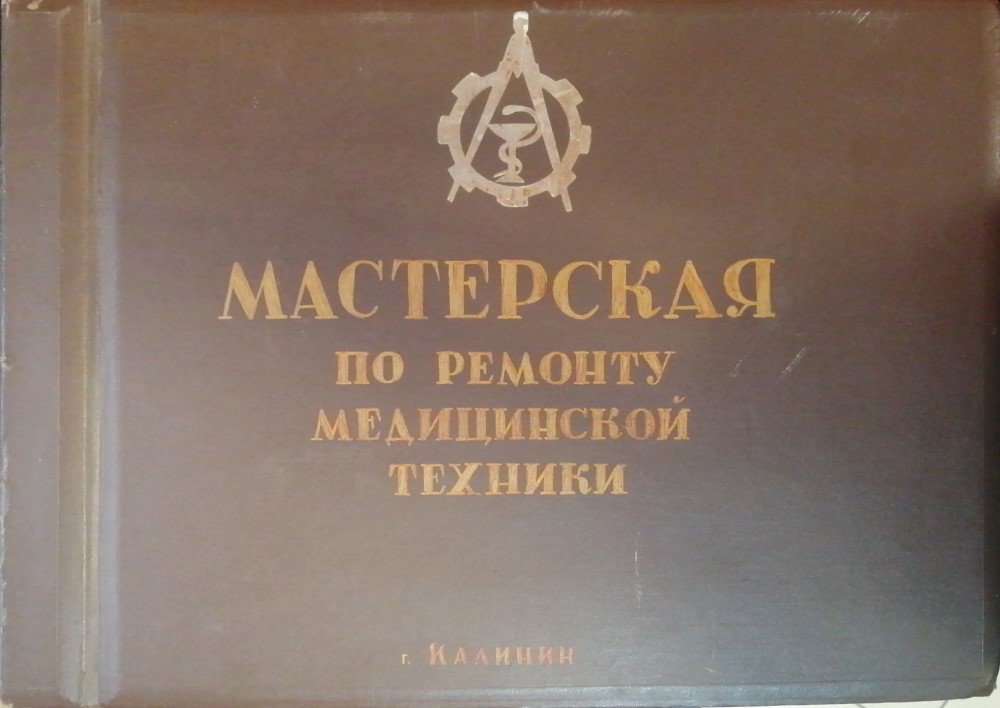 МАСТЕРСКАЯ
ПО РЕМОНТУ
МЕДИЦИНСКОЙ
ТЕХНИКИ
г. КАЛИНИН